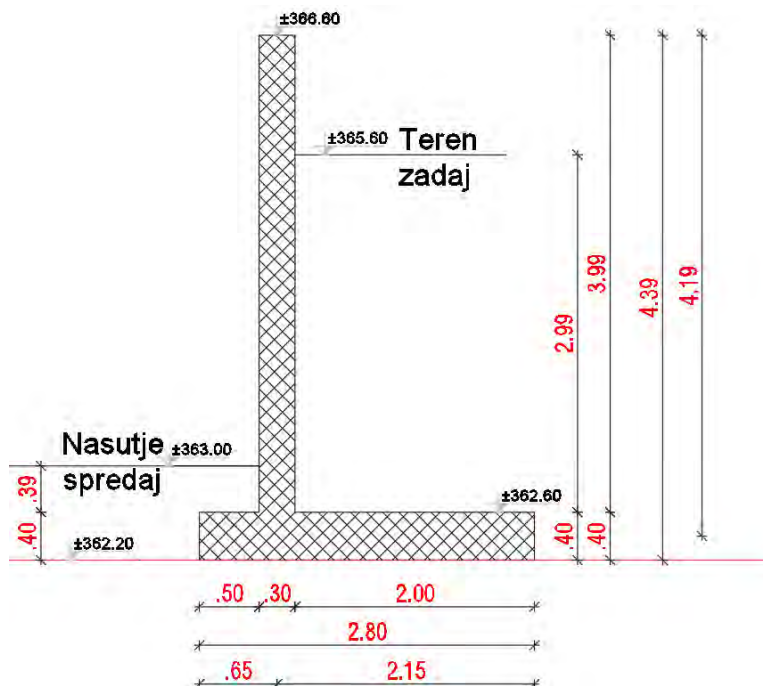 ±366.60
±365.60 Teren
zadaj
2.99
3.99
4.39
4.19
Nasutje ±363.00
spredaj
.39
.40
±362.60
±362.20
.40
.40
.50 .30 2.00
2.80
.65 2.15